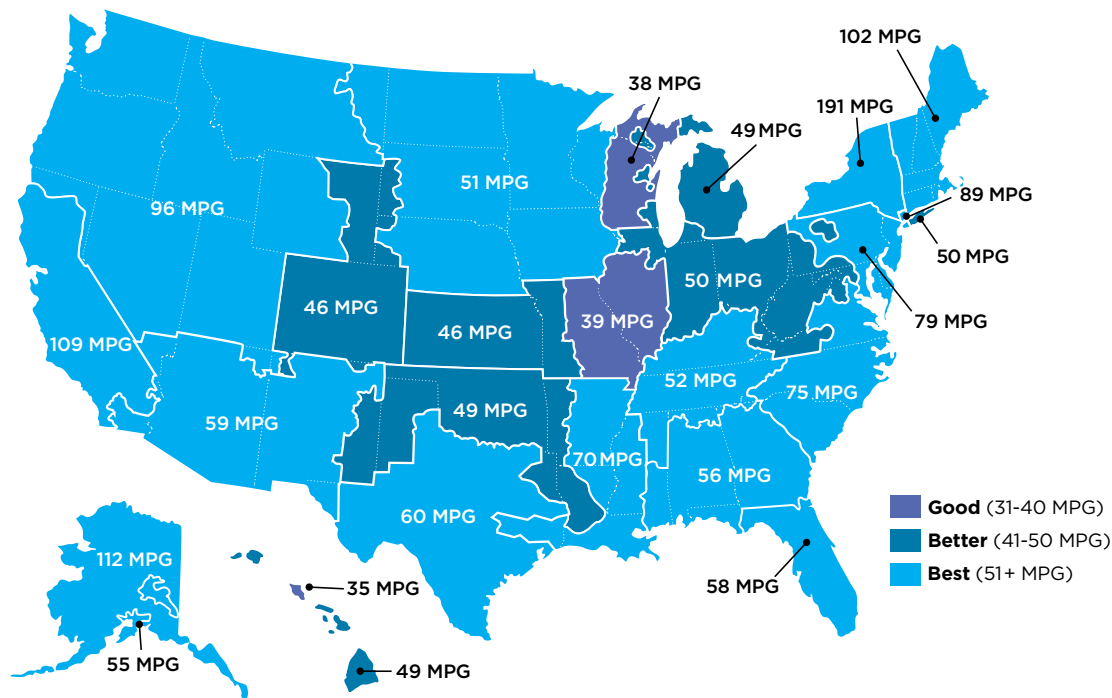 102 MPG
38 MPG
191 MPG
49 MPG
51 MPG
96 MPG
89 MPG
50 MPG
50 MPG
46 MPG
39 MPG
79 MPG
46 MPG
109 MPG
52 MPG
75 MPG
49 MPG
59 MPG
70 MPG
56 MPG
60 MPG
Good (31-40 MPG)
Better (41-50 MPG)
Best (51+ MPG)
112 MPG
35 MPG
58 MPG
55 MPG
49 MPG